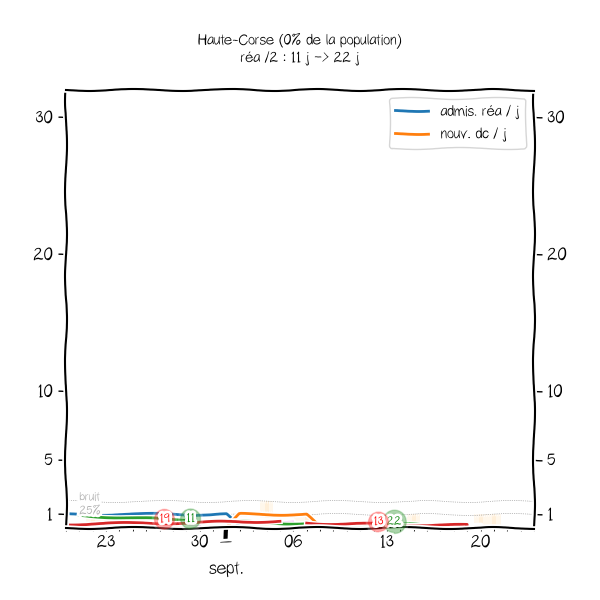 Haute-Corse (0% de la population)
réa /2 : 11 j -> 22 j
admis. réa / j
nouv. dc / j
30 30
20 20
10 10
5 5
bruit
25%
1 1
19 11 13 22
23 30 06 13 20
sept.